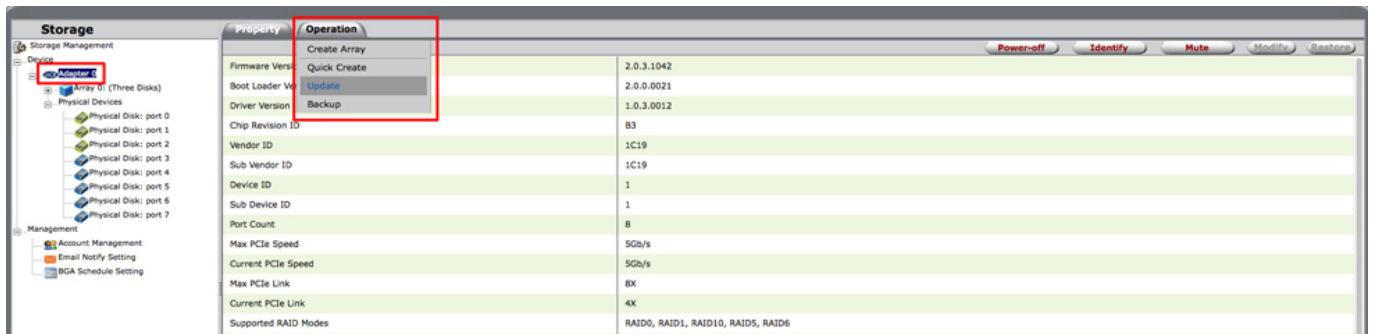 Storage
Property
Operation
Storage Management
Create Array
Power-off
Identify
Mute
Modify
Restore
Device
Firmware Versi
Quick Create
2.0.3.1042
Adapter 0
Array 0: (Three Disks)
Boot Loader Ve
Update
2.0.0.0021
Physical Devices
Driver Version
Backup
1.0.3.0012
Physical Disk: port 0
Chip Revision ID
B3
Physical Disk: port 1
Physical Disk: port 2
Vendor ID
1C19
Physical Disk: port 3
Sub Vendor ID
1C19
Physical Disk: port 4
Physical Disk: port 5
Device ID
1
Physical Disk: port 6
Sub Device ID
1
Physical Disk: port 7
Port Count
8
Management
Account Management
Max PCIe Speed
5Gb/s
Email Notify Setting
Current PCIe Speed
5Gb/s
BGA Schedule Setting
Max PCIe Link
8X
Current PCIe Link
4X
Supported RAID Modes
RAID0, RAID1, RAID10, RAID5, RAID6